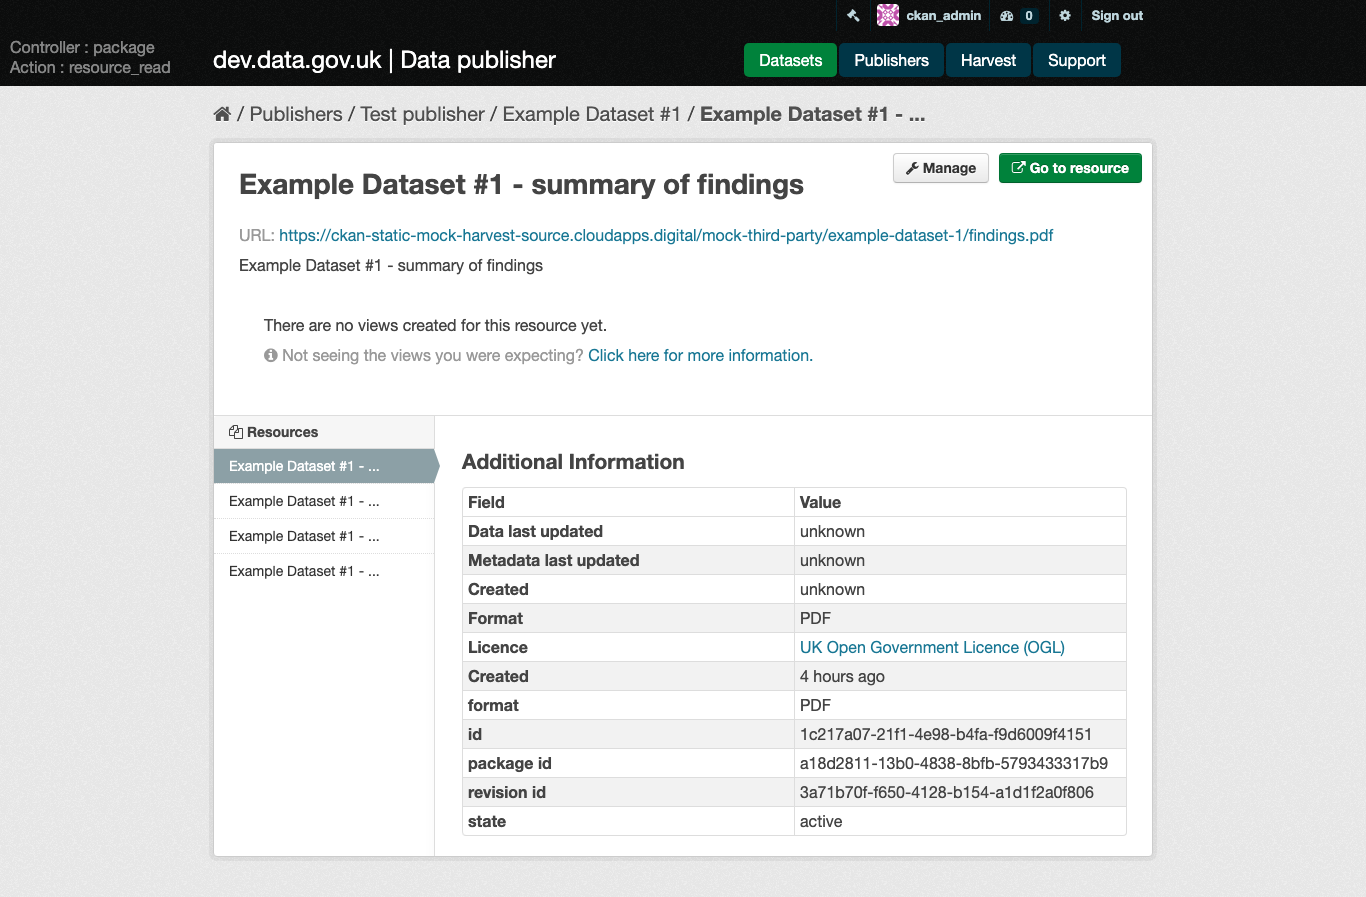 ckan_admin 0 Sign out
Controller : package
Action : resource_read
dev.data.gov.uk | Data publisher
Datasets Publishers Harvest Support
/ Publishers / Test publisher / Example Dataset #1 / Example Dataset #1 - ...
Manage Go to resource
Example Dataset #1 - summary of findings
URL: https://ckan-static-mock-harvest-source.cloudapps.digital/mock-third-party/example-dataset-1/findings.pdf
Example Dataset #1 - summary of findings
There are no views created for this resource yet.
Not seeing the views you were expecting? Click here for more information.
Resources
Example Dataset #1 - ...
Example Dataset #1 - ...
Example Dataset #1 - ...
Example Dataset #1 - ...
Additional Information
Field Value
Data last updated unknown
Metadata last updated unknown
Created unknown
Format PDF
Licence UK Open Government Licence (OGL)
Created 4 hours ago
format PDF
id 1c217a07-21f1-4e98-b4fa-f9d6009f4151
package id a18d2811-13b0-4838-8bfb-5793433317b9
revision id 3a71b70f-f650-4128-b154-a1d1f2a0f806
state active